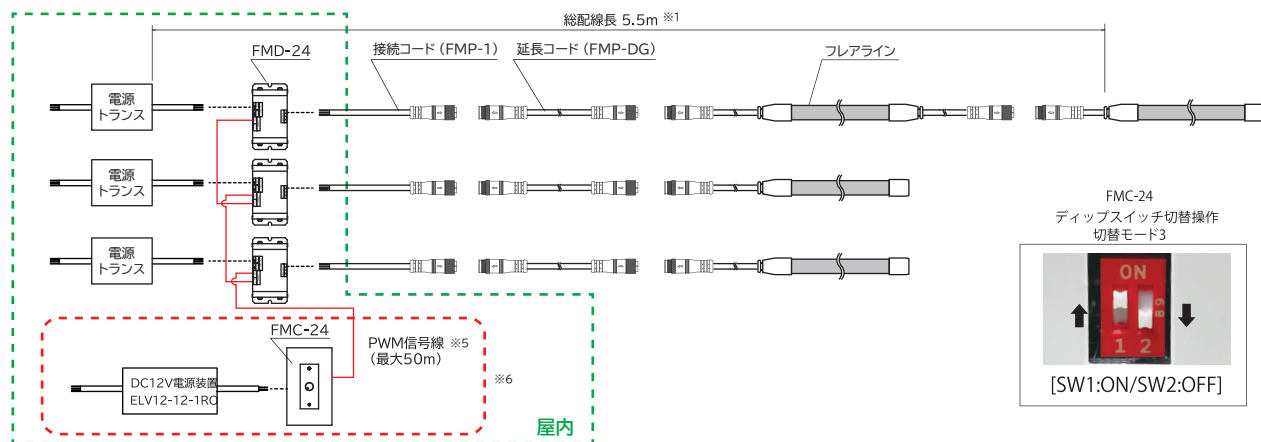 総配線長 5.5m ※1
FMD-24
接続コード(FMP-1)
延長コード(FMP-DG)
フレアライン
電源
トランス
電源
トランス
電源
トランス
FMC-24
PWM信号線 ※5
(最大50m)
※6
DC12V電源装置
ELV12-12-1RC
屋内
FMC-24
ディップスイッチ切替操作
切替モード3
ON
1 2
89
[SW1:ON/SW2:OFF]